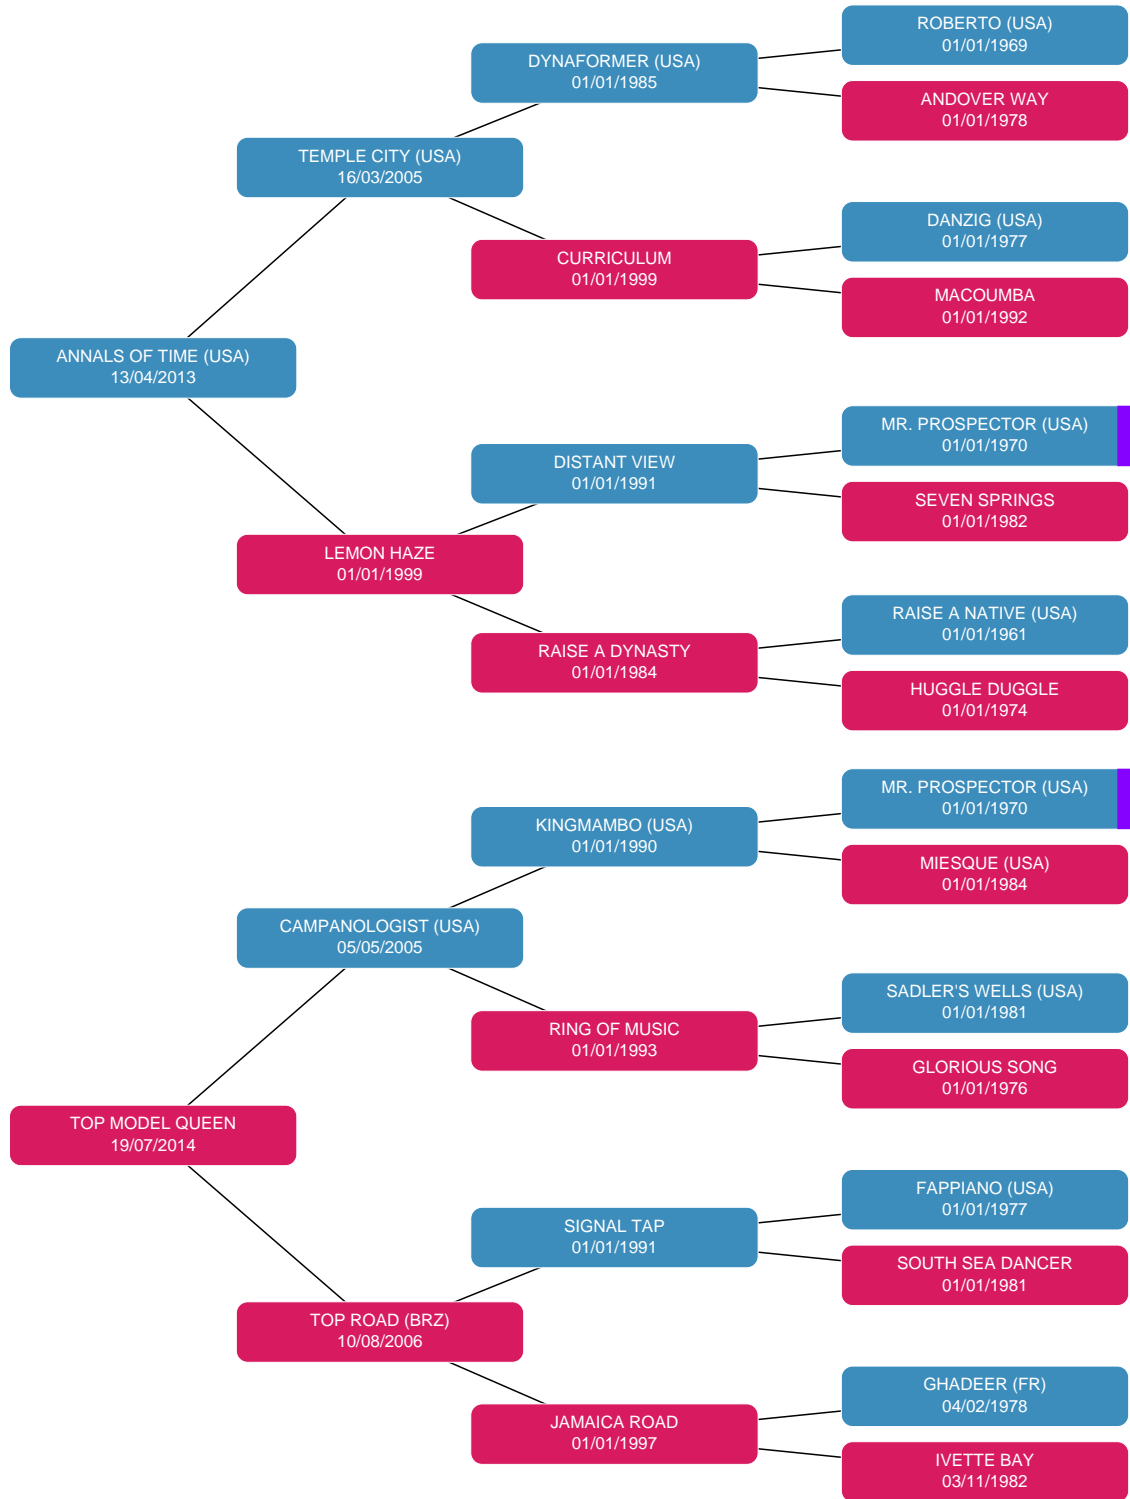 ROBERTO (USA)
01/01/1969
DYNAFORMER (USA)
01/01/1985
ANDOVER WAY
01/01/1978
TEMPLE CITY (USA)
16/03/2005
DANZIG (USA)
01/01/1977
CURRICULUM
01/01/1999
MACOUMBA
01/01/1992
ANNALS OF TIME (USA)
13/04/2013
MR. PROSPECTOR (USA)
01/01/1970
DISTANT VIEW
01/01/1991
SEVEN SPRINGS
01/01/1982
LEMON HAZE
01/01/1999
RAISE A NATIVE (USA)
01/01/1961
RAISE A DYNASTY
01/01/1984
HUGGLE DUGGLE
01/01/1974
MR. PROSPECTOR (USA)
01/01/1970
KINGMAMBO (USA)
01/01/1990
MIESQUE (USA)
01/01/1984
CAMPANOLOGIST (USA)
05/05/2005
SADLER'S WELLS (USA)
01/01/1981
RING OF MUSIC
01/01/1993
GLORIOUS SONG
01/01/1976
TOP MODEL QUEEN
19/07/2014
FAPPIANO (USA)
01/01/1977
SIGNAL TAP
01/01/1991
SOUTH SEA DANCER
01/01/1981
TOP ROAD (BRZ)
10/08/2006
GHADEER (FR)
04/02/1978
JAMAICA ROAD
01/01/1997
IVETTE BAY
03/11/1982